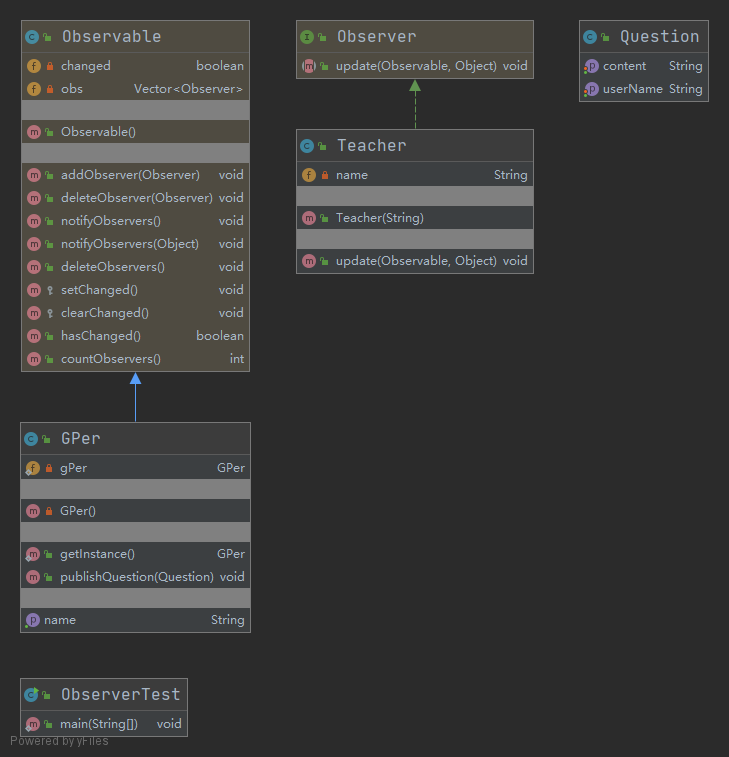 Observable
changed boolean
obs Vector<Observer>
Observable()
addObserver(Observer) void
deleteObserver(Observer) void
notifyObservers() void
notifyObservers(Object) void
deleteObservers() void
setChanged() void
clearChanged() void
hasChanged() boolean
countObservers() int
Observer
update(Observable, Object) void
Teacher
name String
Teacher(String)
update(Observable, Object) void
Question
content String
userName String
GPer
gPer GPer
GPer()
getInstance() GPer
publishQuestion(Question) void
name String
ObserverTest
main(String[]) void
Powered by yFiles